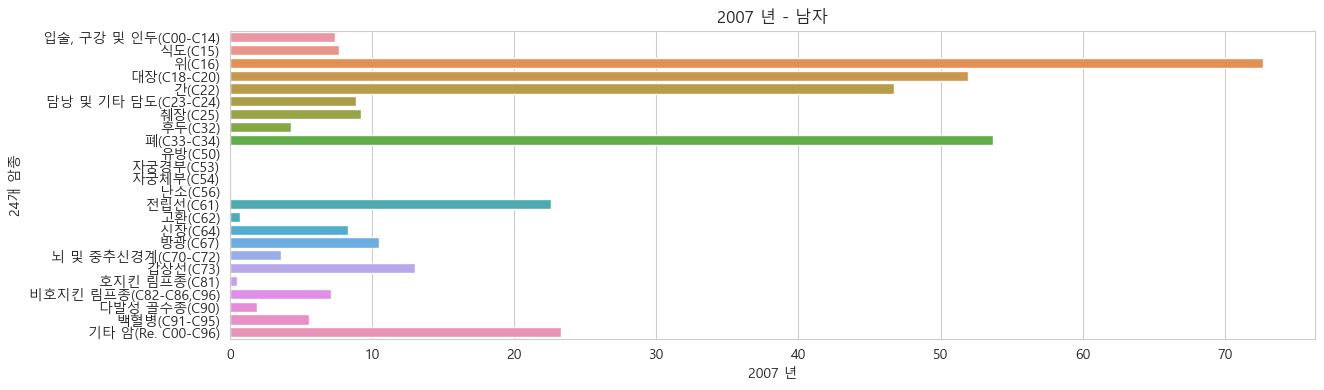 2007 년 - 남자
24개 암종
입술, 구강 및 인두(C00-C14)
식도(C15)
위(C16)
대장(C18-C20)
간(C22)
담낭 및 기타 담도(C23-C24)
췌장(C25)
후두(C32)
폐(C33-C34)
유방(C50)
자궁경부(C53)
자궁체부(C54)
난소(C56)
전립선(C61)
고환(C62)
신장(C64)
방광(C67)
뇌 및 중추신경계(C70-C72)
갑상선(C73)
호지킨 림프종(C81)
비호지킨 림프종(C82-C86,C96)
다발성 골수종(C90)
백혈병(C91-C95)
기타 암(Re. C00-C96)
0 10 20 30 40 50 60 70
2007 년